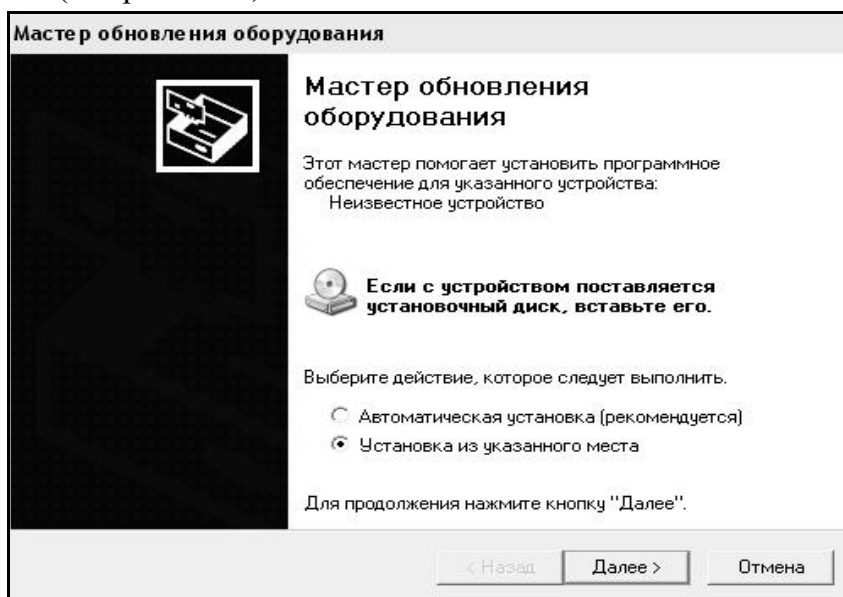 Мастер обновления оборудования
Мастер обновления
оборудования
Этот мастер помогает установить программное
обеспечение для указанного устройства:
Неизвестное устройство
Если с устройством поставляется
установочный диск, вставьте его.
Выберите действие, которое следует выполнить.
Автоматическая установка (рекомендуется)
Установка из указанного места
Для продолжения нажмите кнопку "Далее".
< Назад
Далее >
Отмена